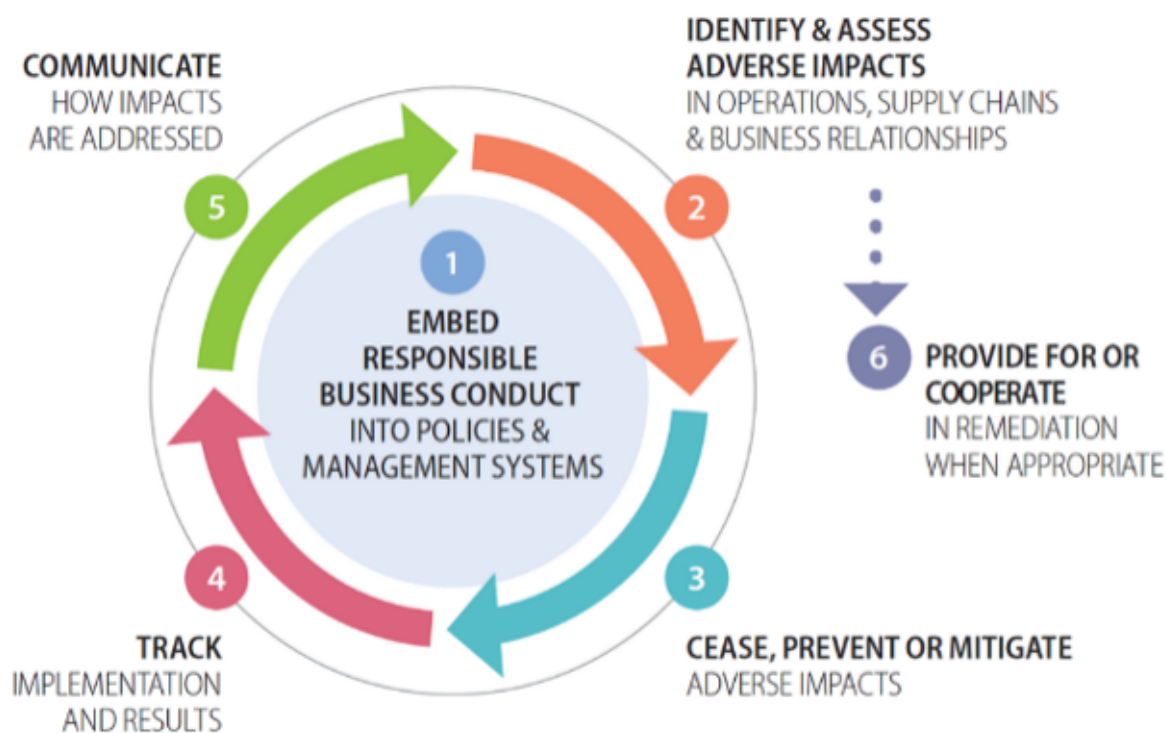 1
EMBED
RESPONSIBLE
BUSINESS CONDUCT
INTO POLICIES &
MANAGEMENT SYSTEMS
IDENTIFY & ASSESS
ADVERSE IMPACTS
IN OPERATIONS, SUPPLY CHAINS
& BUSINESS RELATIONSHIPS
2
3
CEASE, PREVENT OR MITIGATE
ADVERSE IMPACTS
4
TRACK
IMPLEMENTATION
AND RESULTS
COMMUNICATE
HOW IMPACTS
ARE ADDRESSED
5
6
PROVIDE FOR OR
COOPERATE
IN REMEDIATION
WHEN APPROPRIATE